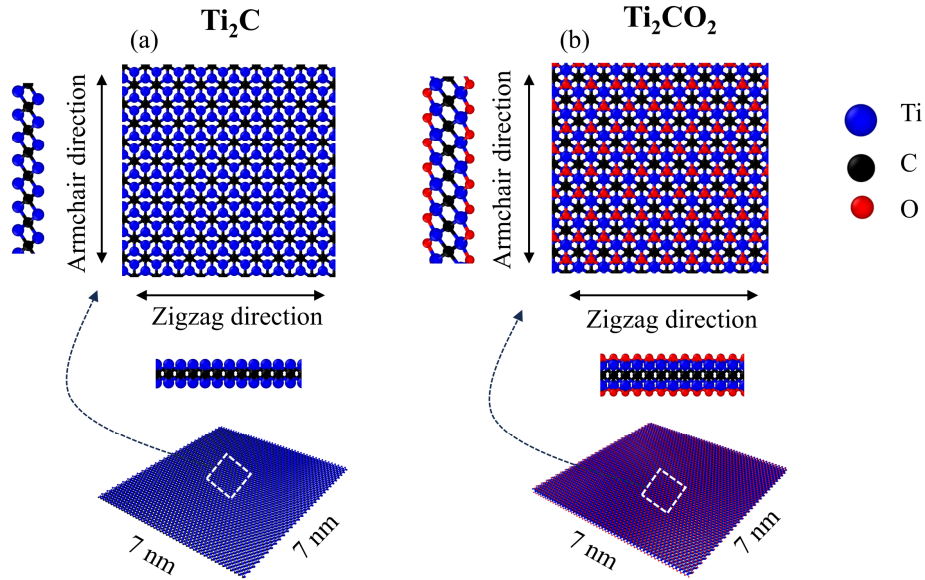 Ti₂C
Ti₂CO₂
(a)
(b)
Armchair direction
Armchair direction
Ti
C
O
Zigzag direction
Zigzag direction
7 nm
7 nm
7 nm
7 nm